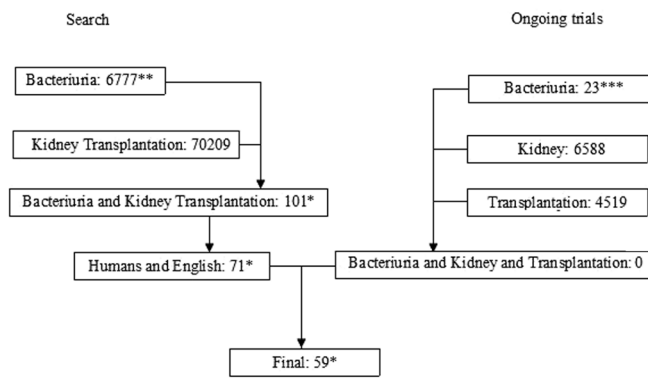 Search
Ongoing trials
Bacteriuria: 6777**
Bacteriuria: 23***
Kidney Transplantation: 70209
Kidney: 6588
Bacteriuria and Kidney Transplantation: 101*
Transplantation: 4519
Humans and English: 71*
Bacteriuria and Kidney and Transplantation: 0
Final: 59*